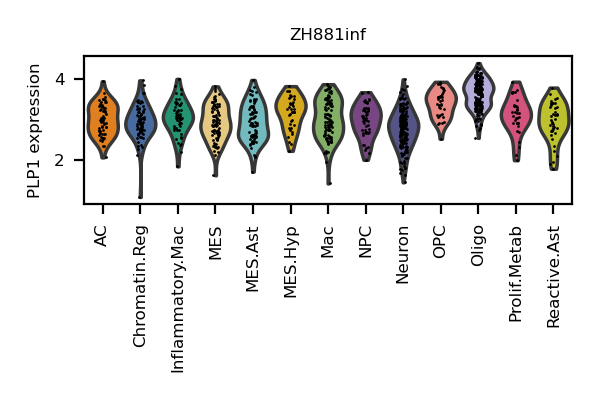 ZH881inf
PLP1 expression
4
2
AC
Chromatin.Reg
Inflammatory.Mac
MES
MES.Ast
MES.Hyp
Mac
NPC
Neuron
OPC
Oligo
Prolif.Metab
Reactive.Ast